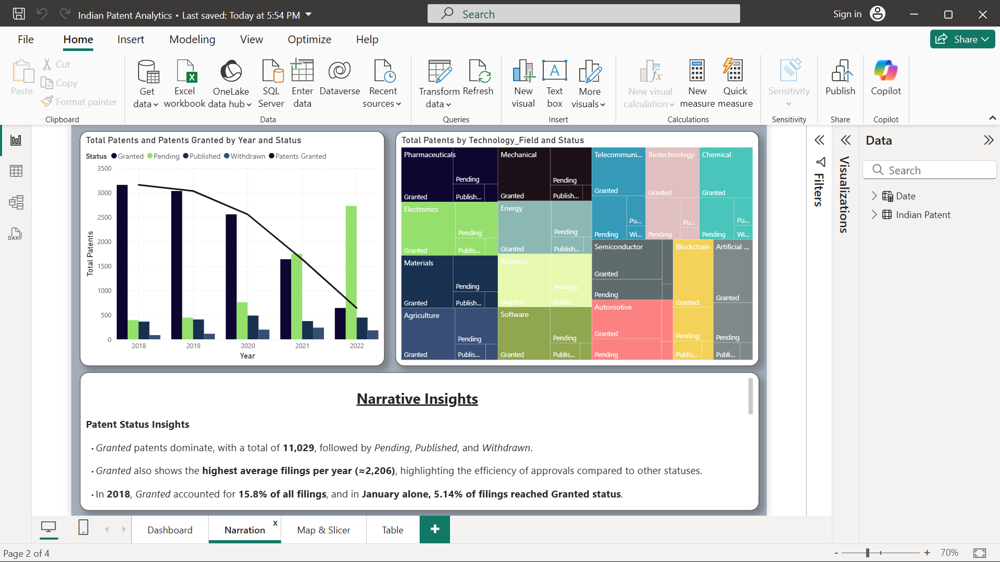 Indian Patent Analytics • Last saved: Today at 5:54 PM
Search
Sign in
File Home Insert Modeling View Optimize Help
Share
Paste
Cut
Copy
Format painter
Clipboard
Get data
Excel workbook
OneLake data hub
SQL Server
Enter data
Dataverse
Recent sources
Data
Transform data
Refresh
Queries
New visual
Text box
More visuals
Insert
New visual calculation
New measure
Quick measure
Calculations
Sensitivity
Sensitivity
Publish
Share
Copilot
Copilot
DAX
Total Patents and Patents Granted by Year and Status
Status Granted Pending Published Withdrawn Patents Granted
Total Patents
3500
3000
2500
2000
1500
1000
500
0
2018 2019 2020 2021 2022
Year
Total Patents by Technology_Field and Status
Pharmaceuticals
Pending
Granted
Publish...
Electronics
Pending
Granted
Publis...
Materials
Pending
Granted
Publish...
Agriculture
Pending
Granted
Publis...
Mechanical
Pending
Granted
Publish...
Energy
Pending
Granted
Publish...
Robotics
Pending
Granted
Publis...
Software
Pending
Granted
Publis...
Telecommuni...
Granted
Pu...
Pending
Wi...
Biotechnology
Granted
Pu...
Pending
Chemical
Granted
Pu...
Pending
Wi...
Semiconductor
Granted
Pending
Automotive
Granted
Pending
Blockchain
Granted
Pending
Publis...
Artificial ...
Granted
Pending
Publi...
Narrative Insights
Patent Status Insights
• Granted patents dominate, with a total of 11,029, followed by Pending, Published, and Withdrawn.
• Granted also shows the highest average filings per year (≈2,206), highlighting the efficiency of approvals compared to other statuses.
• In 2018, Granted accounted for 15.8% of all filings, and in January alone, 5.14% of filings reached Granted status.
Filters
Visualizations
Data
Search
Date
Indian Patent
Dashboard
Narration x
Map & Slicer
Table
+
Page 2 of 4
- + 70%